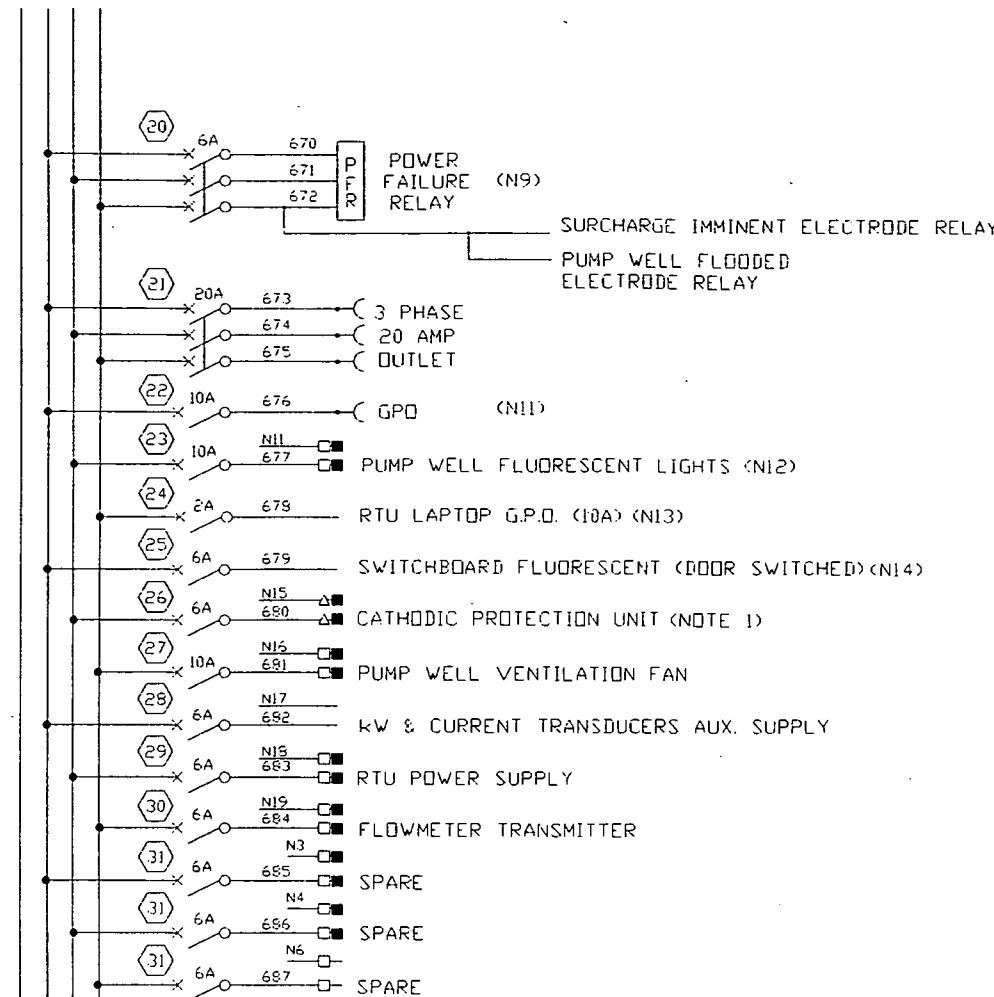 20
6A 670
671
672
PFR
POWER
FAILURE (N9)
RELAY
SURCHARGE IMMINENT ELECTRODE RELAY
PUMP WELL FLOODED
ELECTRODE RELAY
21
20A 673 3 PHASE
674 20 AMP
675 OUTLET
22
10A 676 GPO (N11)
23
N11
10A 677 PUMP WELL FLUORESCENT LIGHTS (N12)
24
2A 678 RTU LAPTOP G.P.O. (10A) (N13)
25
6A 679 SWITCHBOARD FLUORESCENT (DOOR SWITCHED) (N14)
26
N15
6A 680 CATHODIC PROTECTION UNIT (NOTE 1)
27
N16
10A 681 PUMP WELL VENTILATION FAN
28
N17
6A 682 kW & CURRENT TRANSDUCERS AUX. SUPPLY
29
N18
6A 683 RTU POWER SUPPLY
30
N19
6A 684 FLOWMETER TRANSMITTER
31
N3
6A 685 SPARE
31
N4
6A 686 SPARE
31
N6
6A 687 SPARE